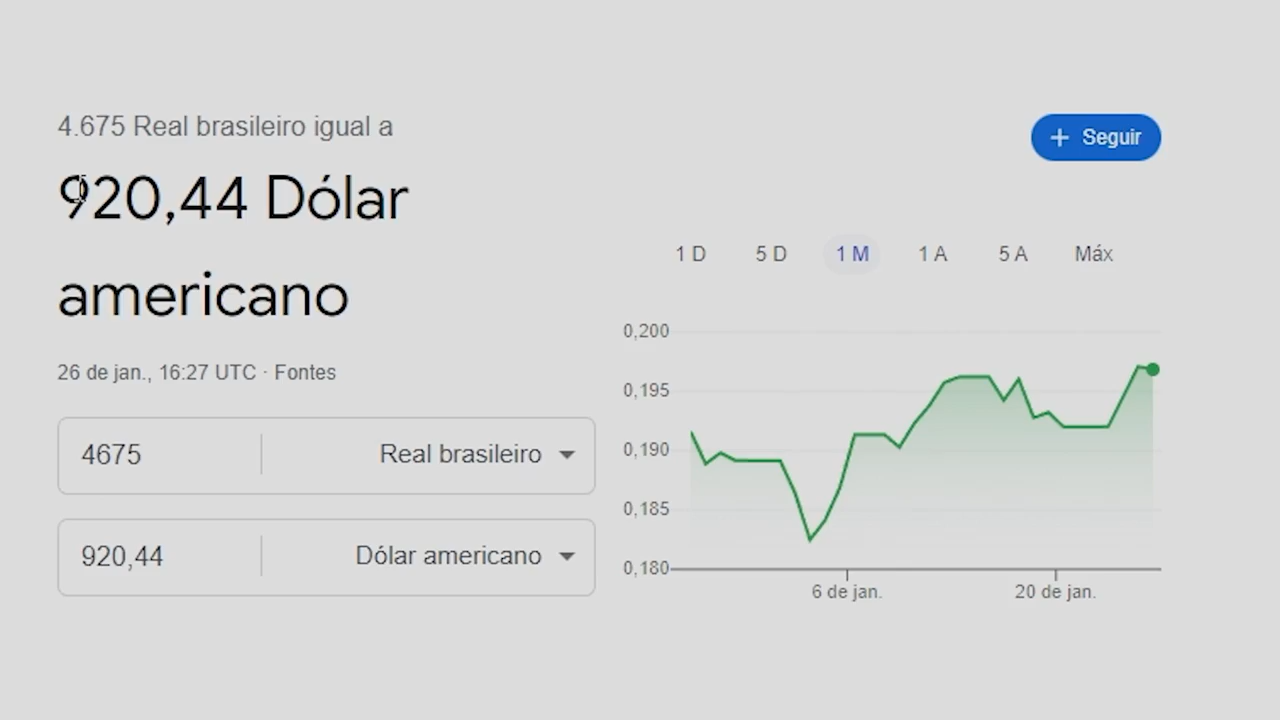 4.675 Real brasileiro igual a
920,44 Dólar
americano
26 de jan., 16:27 UTC · Fontes
4675 Real brasileiro
920,44 Dólar americano
+ Seguir
1 D 5 D 1 M 1 A 5 A Máx
0,200
0,195
0,190
0,185
0,180
6 de jan. 20 de jan.